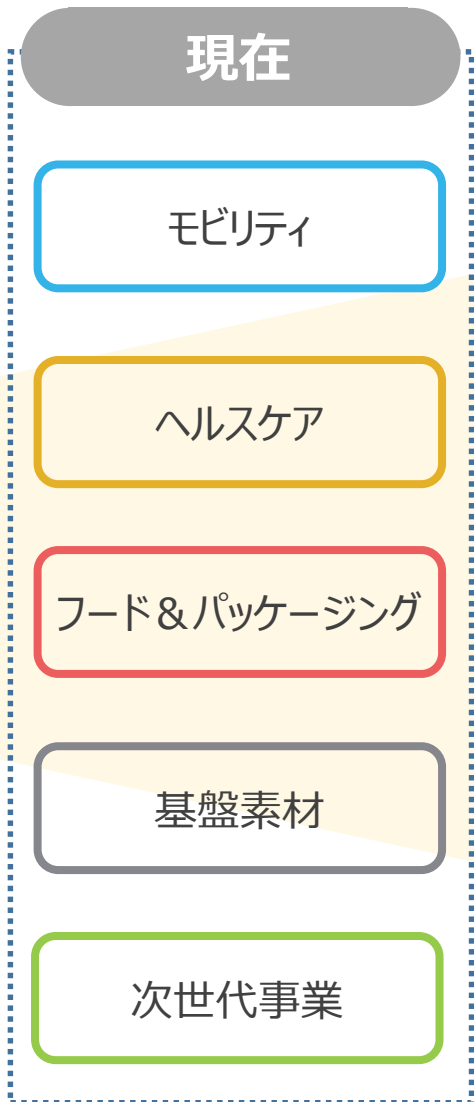 現在
モビリティ
ヘルスケア
フード＆パッケージング
基盤素材
次世代事業